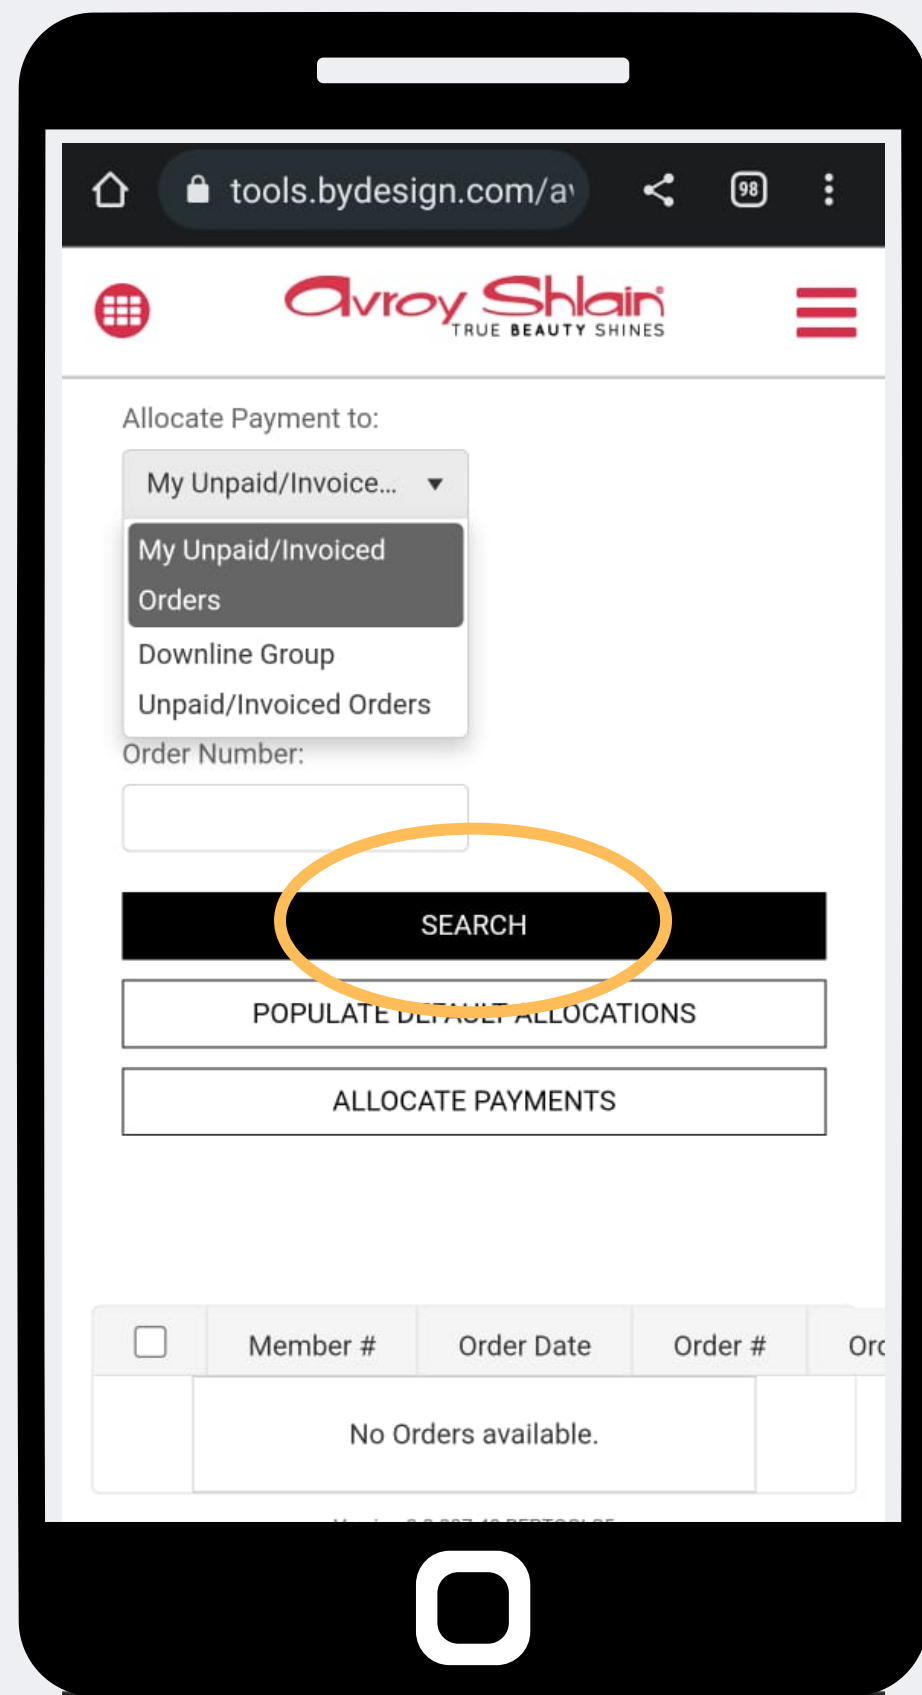 tools.bydesign.com/a
98
avroy Shlain
TRUE BEAUTY SHINES
Allocate Payment to:
My Unpaid/Invoice...
My Unpaid/Invoiced
Orders
Downline Group
Unpaid/Invoiced Orders
Order Number:
SEARCH
POPULATE DEFAULT ALLOCATIONS
ALLOCATE PAYMENTS
Member # Order Date Order # Ord
No Orders available.